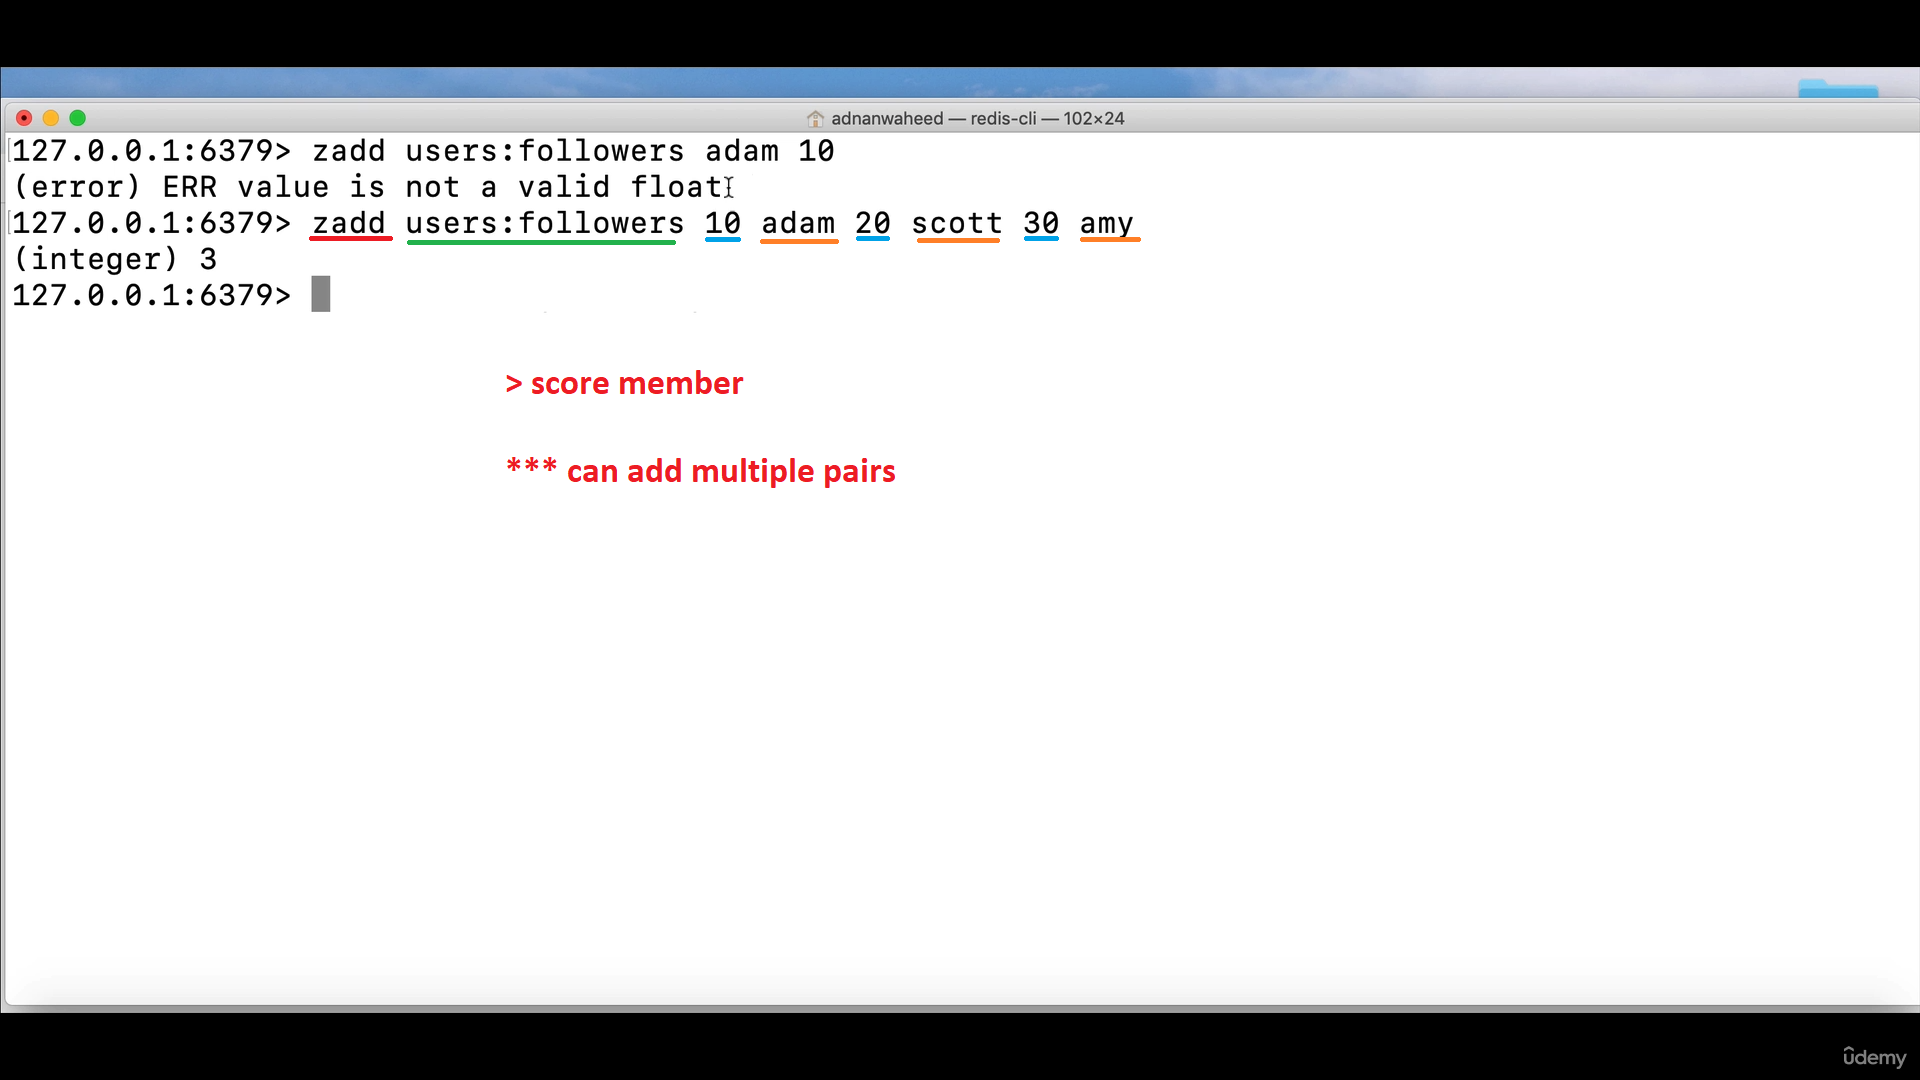 adnanwaheed — redis-cli — 102×24
127.0.0.1:6379> zadd users:followers adam 10
(error) ERR value is not a valid float
127.0.0.1:6379> zadd users:followers 10 adam 20 scott 30 amy
(integer) 3
127.0.0.1:6379>
> score member
*** can add multiple pairs
ûdemy